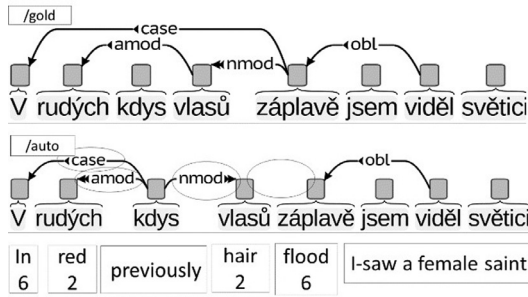 /gold
case
amod
nmod
obl
V rudých kdys vlasů záplavě jsem viděl světici
/auto
case
amod
nmod
obl
V rudých kdys vlasů záplavě jsem viděl světici
In red previously hair flood I-saw a female saint
6 2 2 6